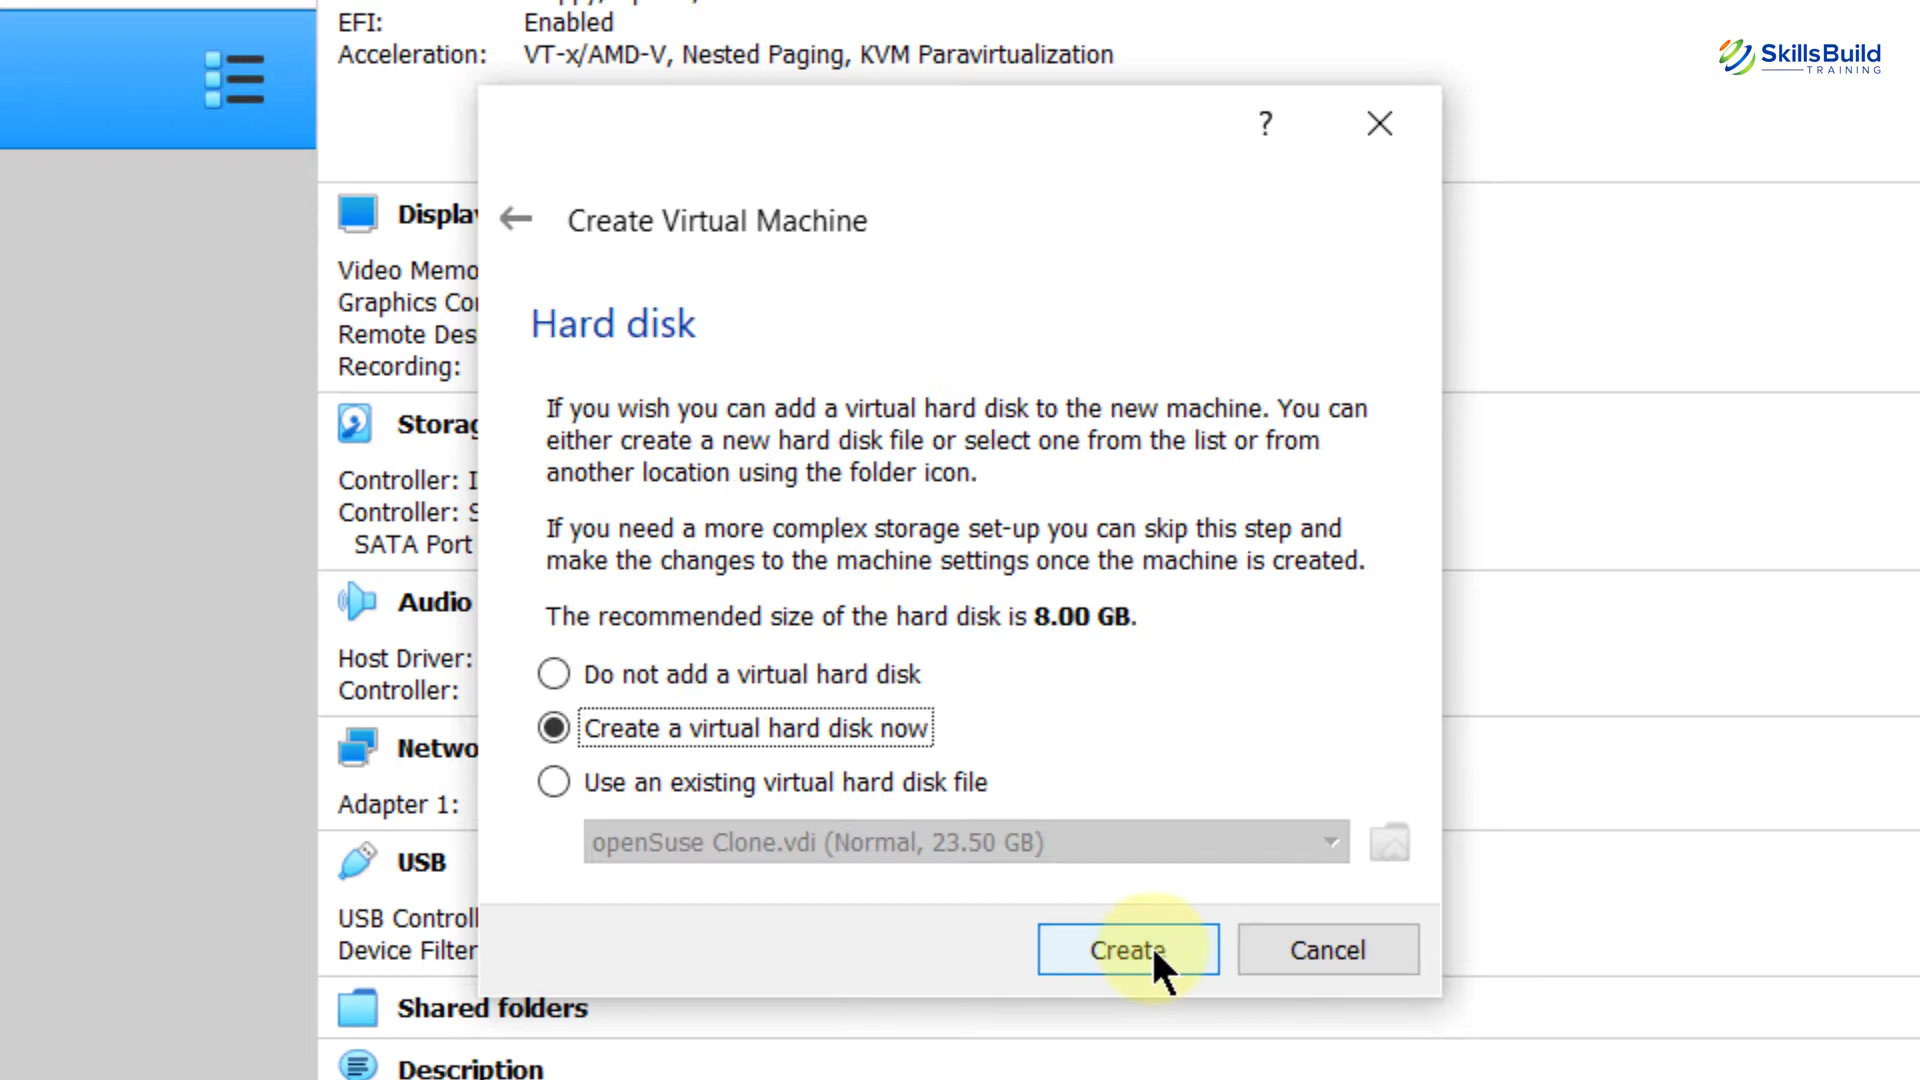 EFI: Enabled
Acceleration: VT-x/AMD-V, Nested Paging, KVM Paravirtualization
SkillsBuild
TRAINING
?
Create Virtual Machine
Hard disk
If you wish you can add a virtual hard disk to the new machine. You can
either create a new hard disk file or select one from the list or from
another location using the folder icon.
If you need a more complex storage set-up you can skip this step and
make the changes to the machine settings once the machine is created.
The recommended size of the hard disk is 8.00 GB.
Do not add a virtual hard disk
Create a virtual hard disk now
Use an existing virtual hard disk file
openSuse Clone.vdi (Normal, 23.50 GB)
Create
Cancel
Display
Video Memo
Graphics Co
Remote Des
Recording:
Storag
Controller: I
Controller: S
SATA Port
Audio
Host Driver:
Controller:
Netwo
Adapter 1:
USB
USB Controll
Device Filter
Shared folders
Description